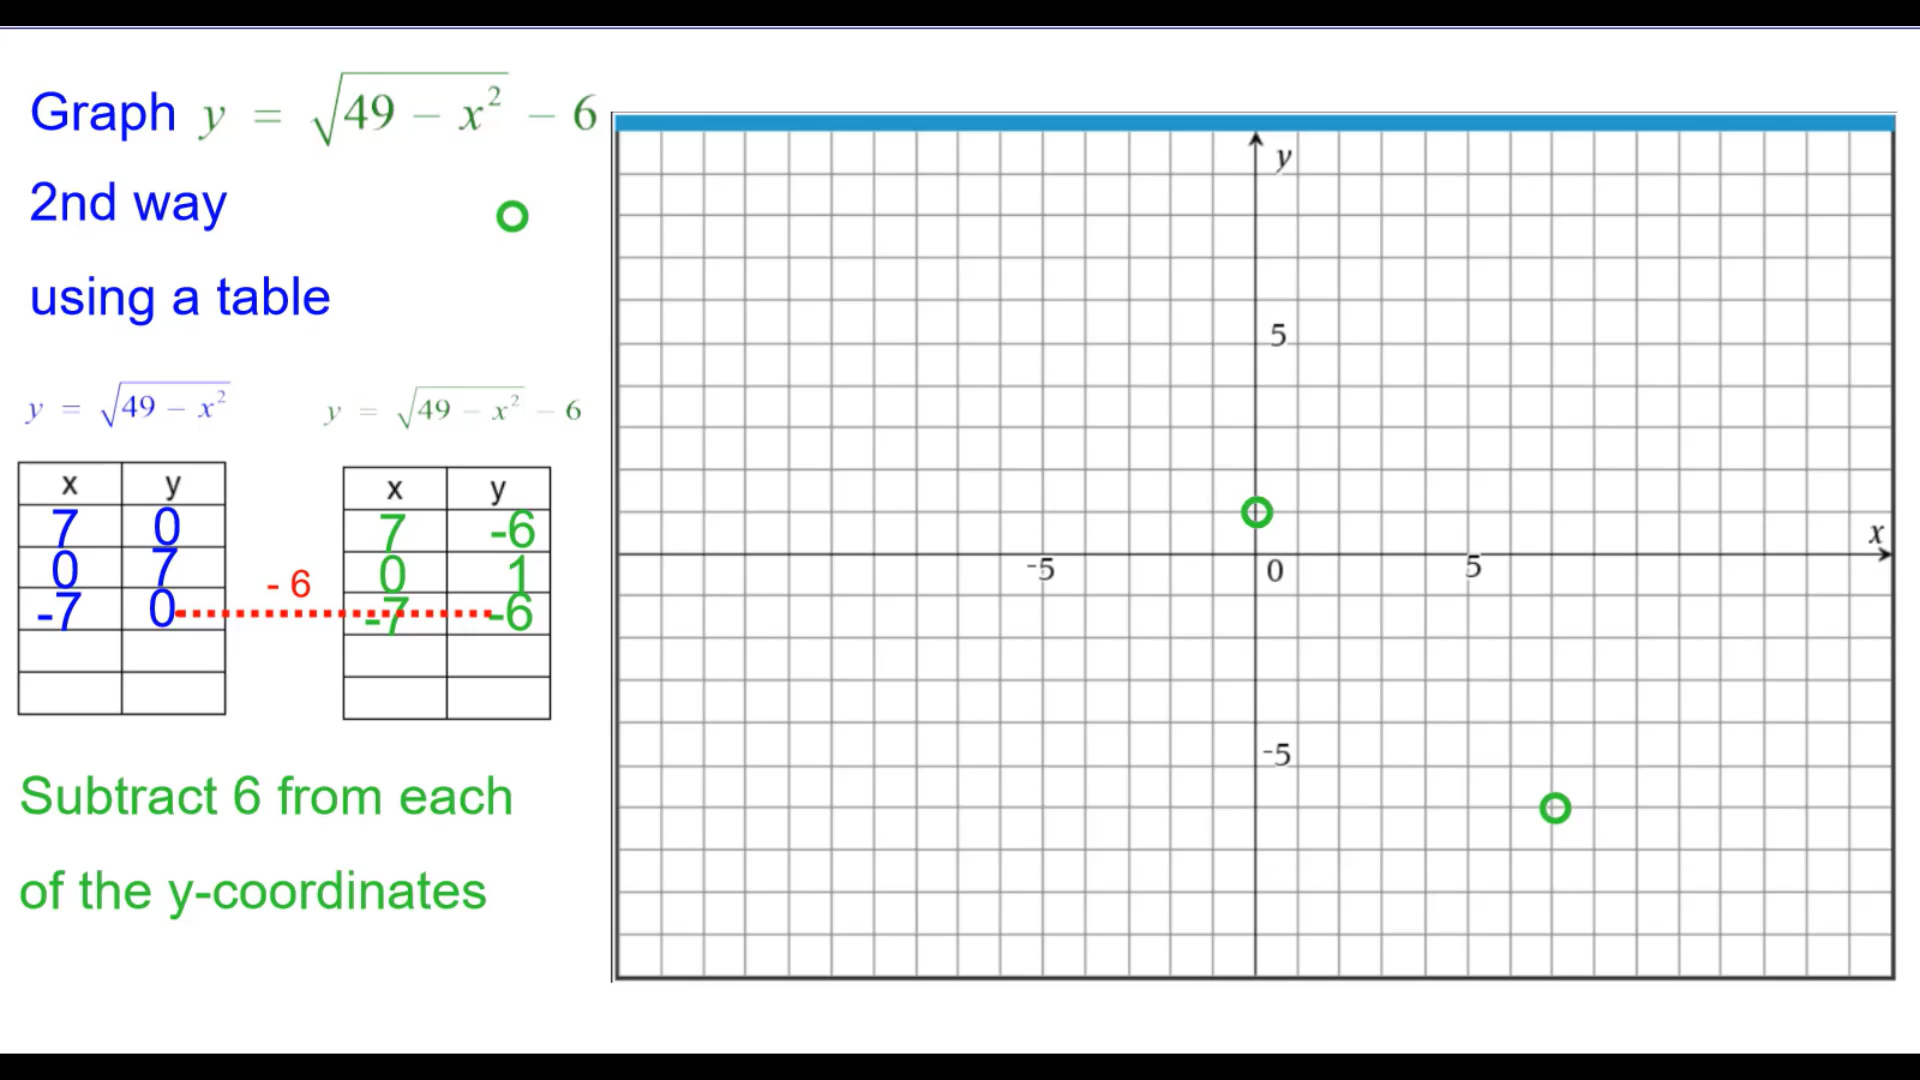 Graph y = √(49 − x²) − 6
2nd way
using a table
y = √(49 − x²)
y = √(49 − x²) − 6
x y
7 0
0 7
-7 0
- 6
x y
7 -6
0 1
-7 -6
Subtract 6 from each
of the y-coordinates
y
5
x
-5 0 5
-5